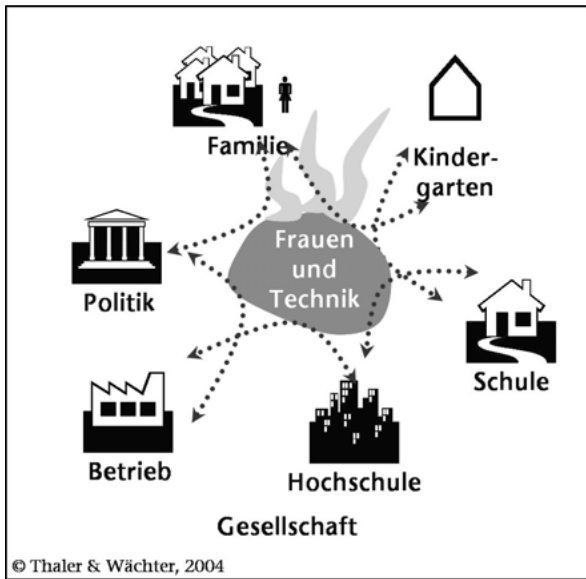 Familie
Kinder-
garten
Frauen
und
Technik
Politik
Schule
Betrieb
Hochschule
Gesellschaft
© Thaler & Wächter, 2004